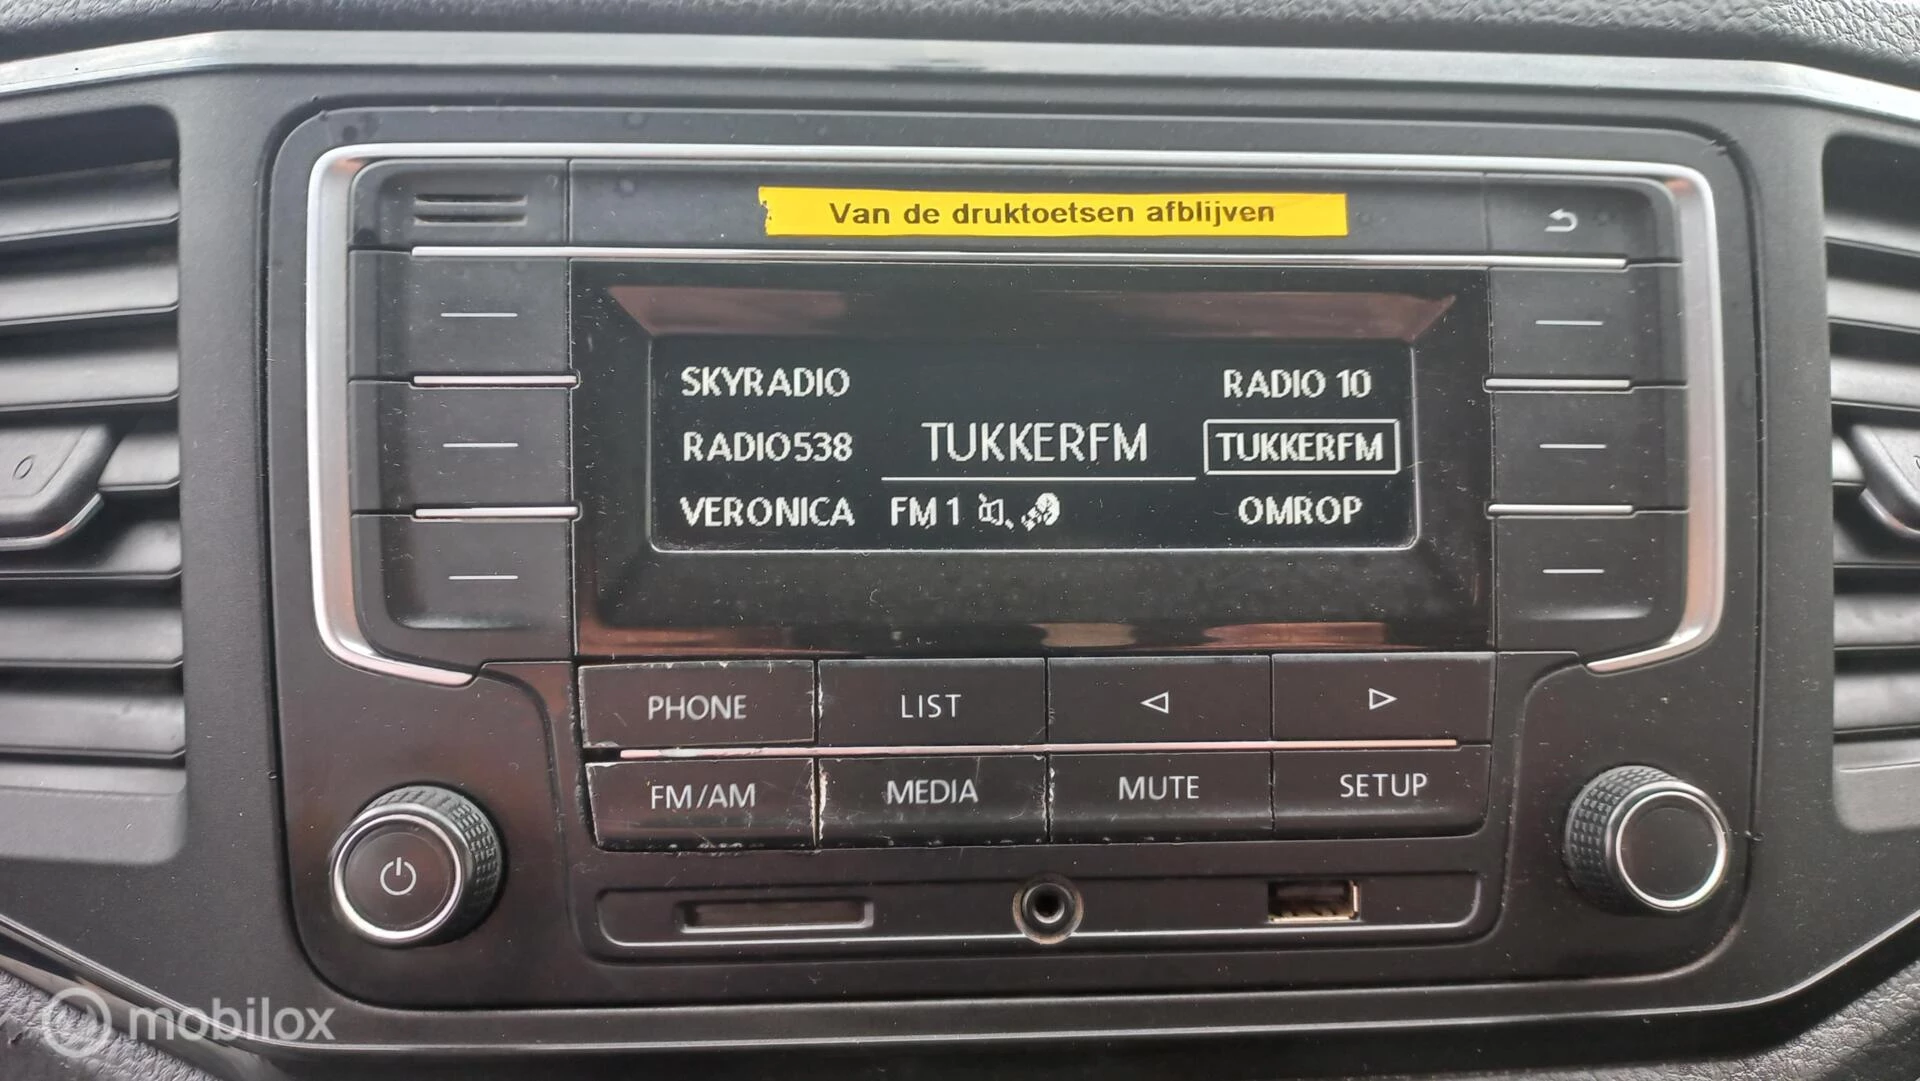 Van de druktoetsen afblijven
SKYRADIO
RADIO 10
RADIO538
TUKKERFM
TUKKERFM
VERONICA
FM 1
OMROP
PHONE
LIST
FM/AM
MEDIA
MUTE
SETUP
mobilox